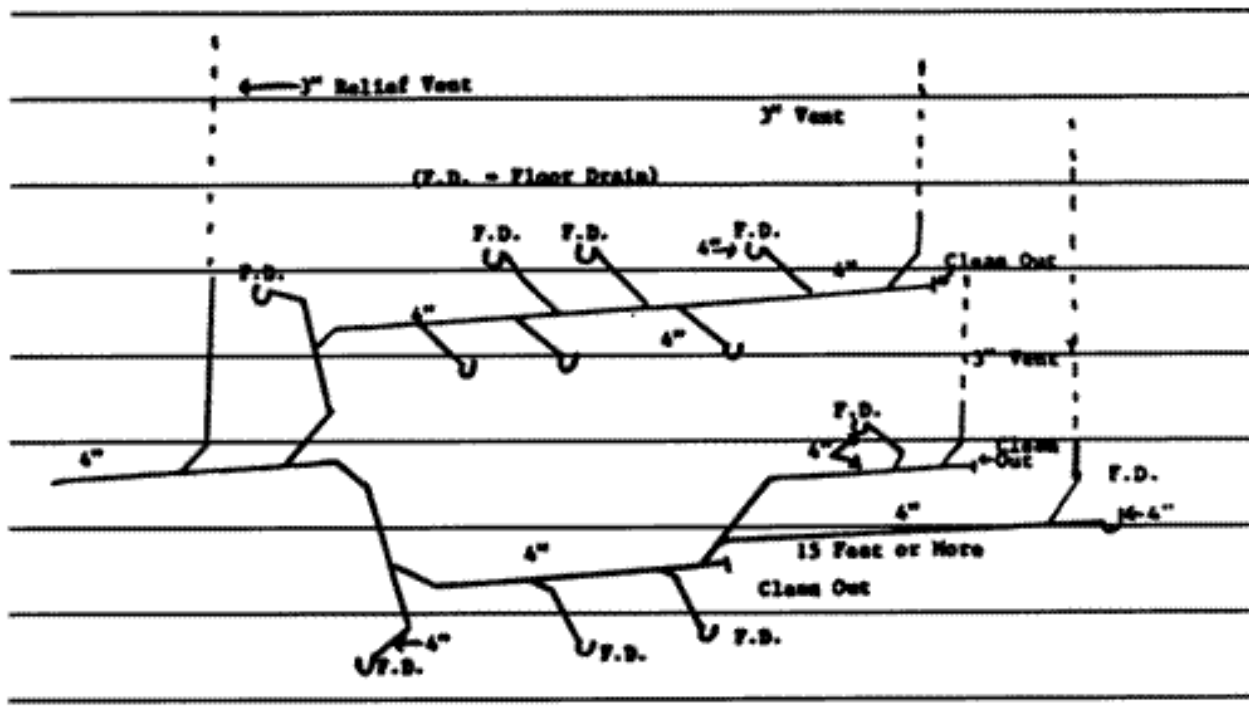 3" Relief Vent
3" Vent
(F.D. = Floor Drain)
F.D.
F.D.
F.D.
4"
F.D.
4"
Clean Out
4"
4"
3" Vent
F.D.
4"
4"
Clean
Out
F.D.
4"
4"
4"
15 Feet or More
Clean Out
4"
F.D.
F.D.
F.D.